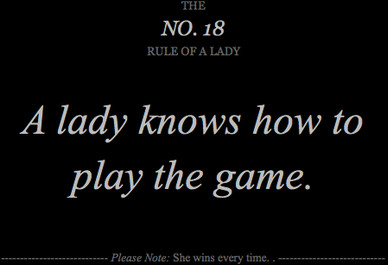 THE
NO. 18
RULE OF A LADY
A lady knows how to
play the game.
---------------------------- Please Note: She wins every time. . ----------------------------